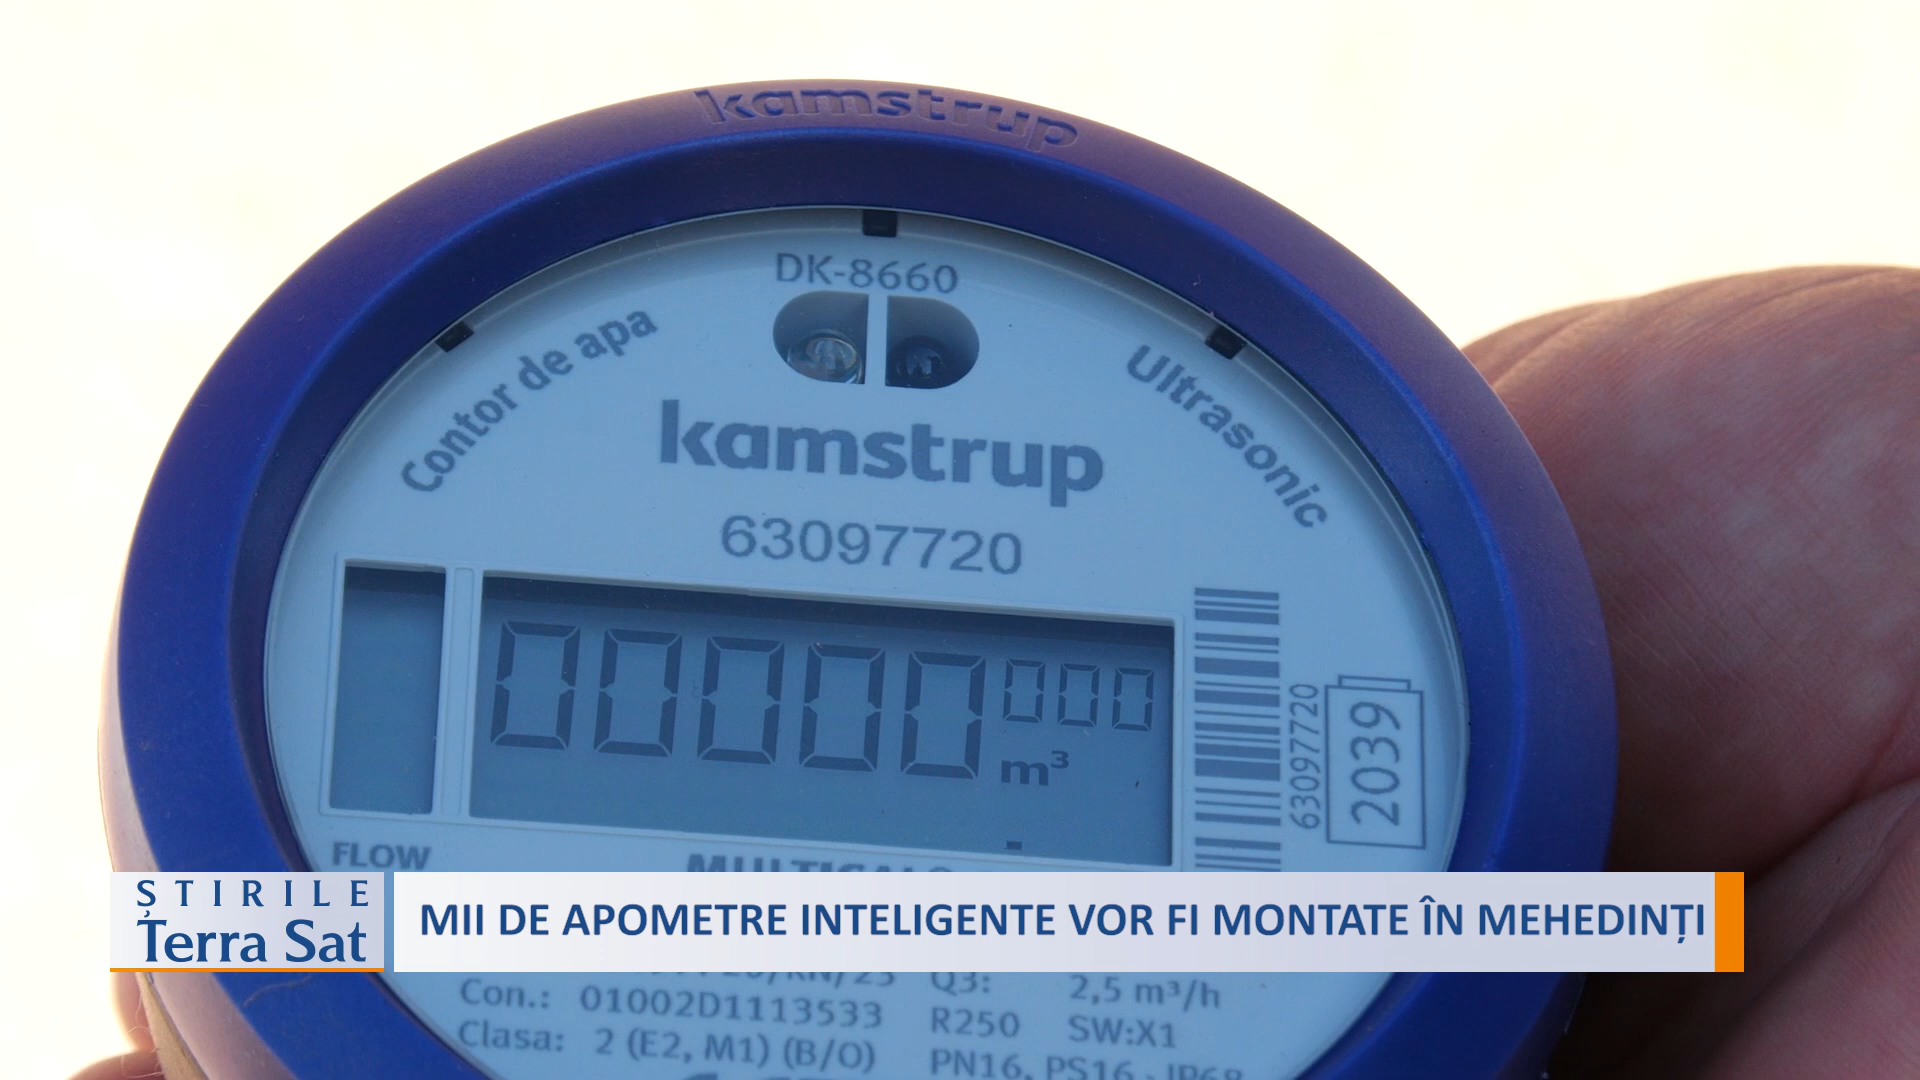 kamstrup
DK-8660
Contor de apa
Ultrasonic
kamstrup
63097720
00000000
m³
63097720
2039
FLOW
ȘTIRILE
Terra Sat
MII DE APOMETRE INTELIGENTE VOR FI MONTATE ÎN MEHEDINȚI
Q3: 2,5 m³/h
Con.: 01002D1113533
R250 SW:X1
Clasa: 2 (E2, M1) (B/O)
PN16, PS16, IP68